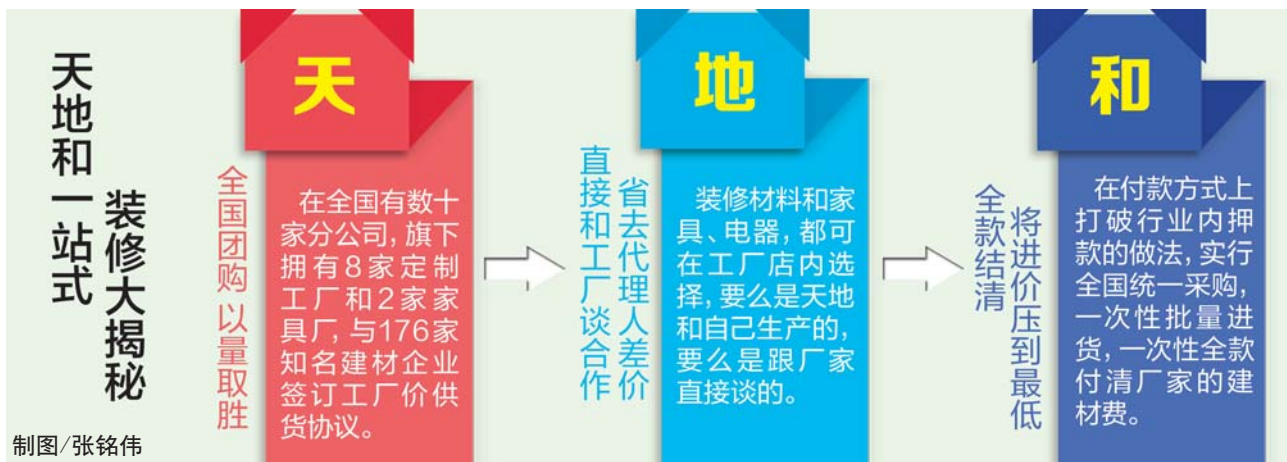 天地和一站式
装修大揭秘
天
全国团购 以量取胜
在全国有数十
家分公司,旗下
拥有8家定制
工厂和2家家
具厂,与176家
知名建材企业
签订工厂价供
货协议。
地
直接和工厂谈合作
省去代理人差价
装修材料和家
具、电器,都可
在工厂店内选
择,要么是天地
和自己生产的,
要么是跟厂家
直接谈的。
和
全款结清
将进价压到最低
在付款方式上
打破行业内押
款的做法,实行
全国统一采购,
一次性批量进
货,一次性全款
付清厂家的建
材费。
制图/张铭伟